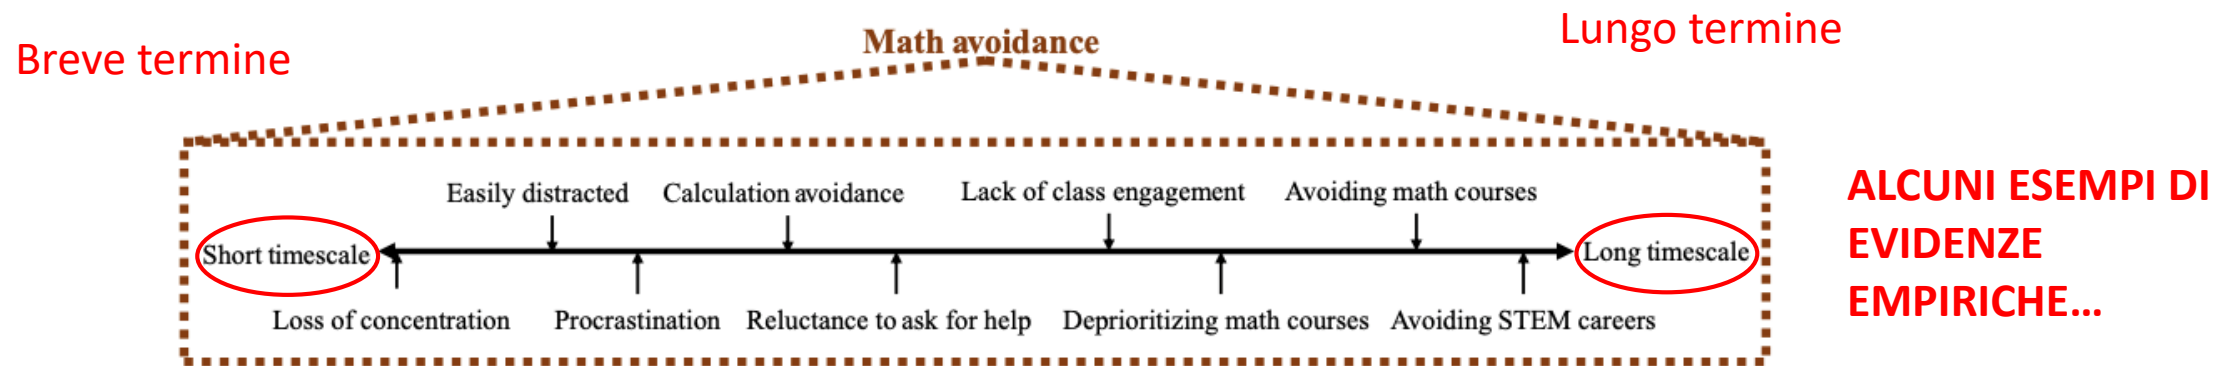 Breve termine
Math avoidance
Lungo termine
Easily distracted
Calculation avoidance
Lack of class engagement
Avoiding math courses
Short timescale
Long timescale
Loss of concentration
Procrastination
Reluctance to ask for help
Deprioritizing math courses
Avoiding STEM careers
ALCUNI ESEMPI DI
EVIDENZE
EMPIRICHE…